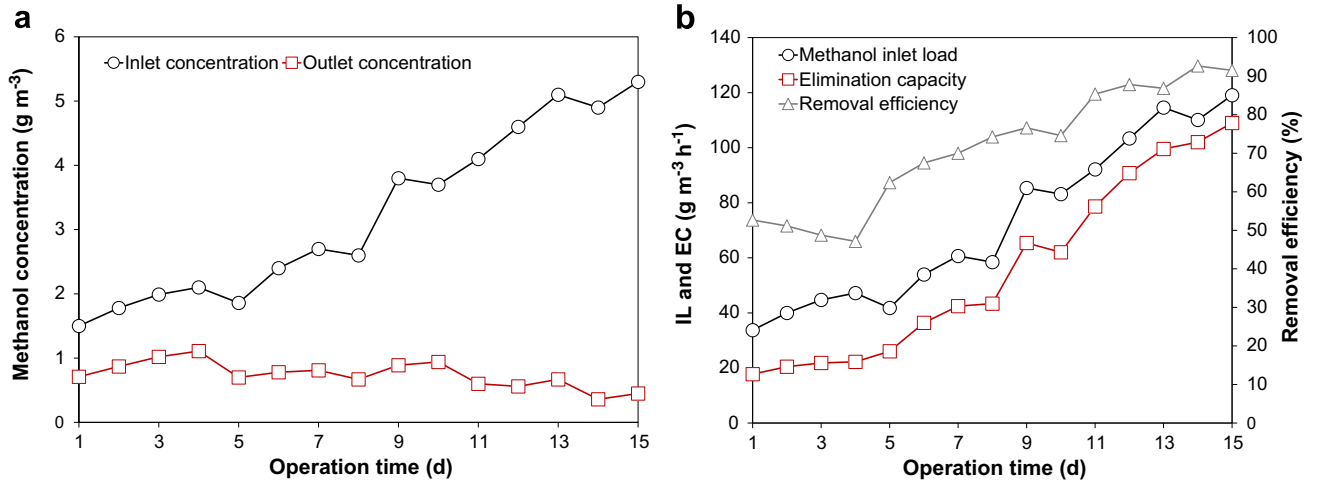 a
Methanol concentration (g m⁻³)
6
5
4
3
2
1
0
Inlet concentration
Outlet concentration
1 3 5 7 9 11 13 15
Operation time (d)
b
IL and EC (g m⁻³ h⁻¹)
140
120
100
80
60
40
20
0
Methanol inlet load
Elimination capacity
Removal efficiency
100
90
80
70
60
50
40
30
20
10
0
Removal efficiency (%)
1 3 5 7 9 11 13 15
Operation time (d)